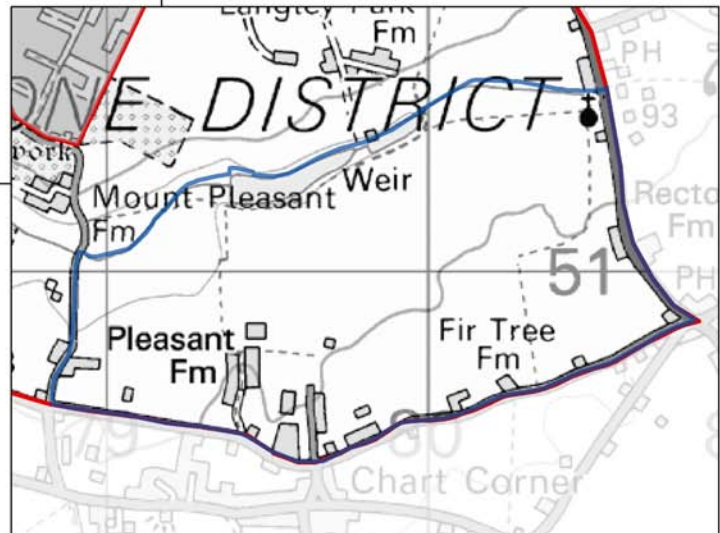 Langley Park
Fm
PH
ONE DISTRICT
93
work
Mount Pleasant
Fm
Weir
Recto
Fm
51
PH
Pleasant
Fm
Fir Tree
Fm
79
80
Chart Corner